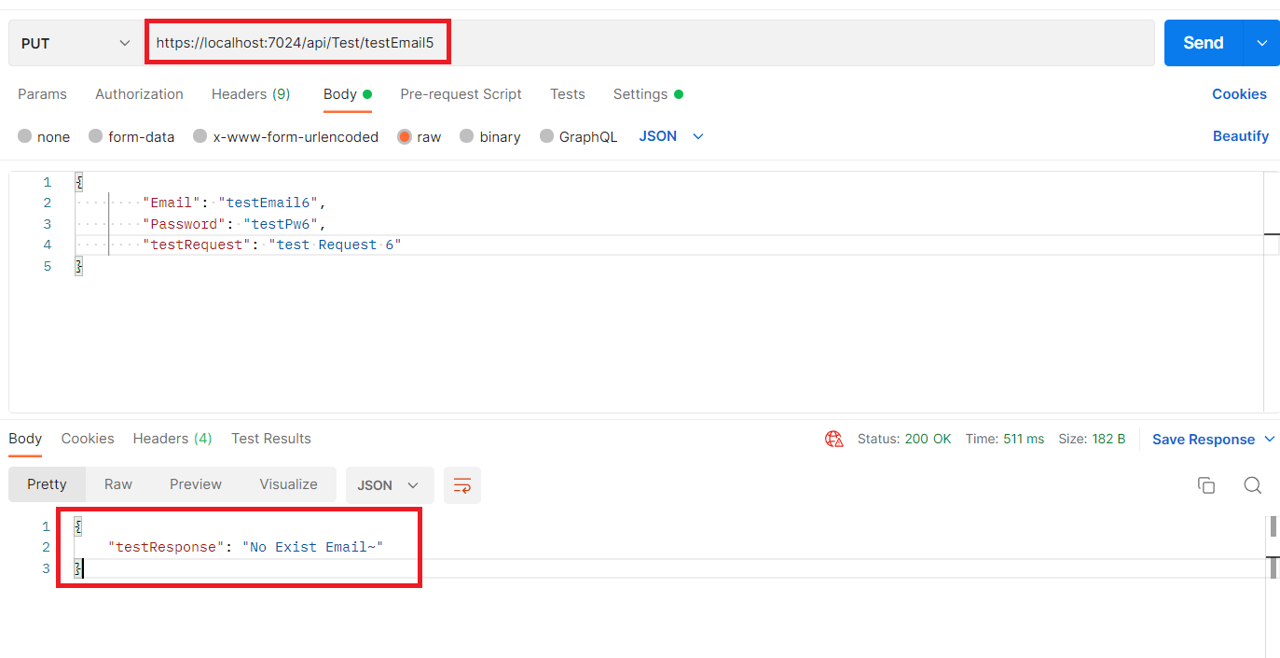 PUT https://localhost:7024/api/Test/testEmail5 Send
Params Authorization Headers (9) Body Pre-request Script Tests Settings Cookies
none form-data x-www-form-urlencoded raw binary GraphQL JSON Beautify
1 {
2 "Email": "testEmail6",
3 "Password": "testPw6",
4 "testRequest": "test Request 6"
5 }
Body Cookies Headers (4) Test Results Status: 200 OK Time: 511 ms Size: 182 B Save Response
Pretty Raw Preview Visualize JSON
1 {
2 "testResponse": "No Exist Email~"
3 }